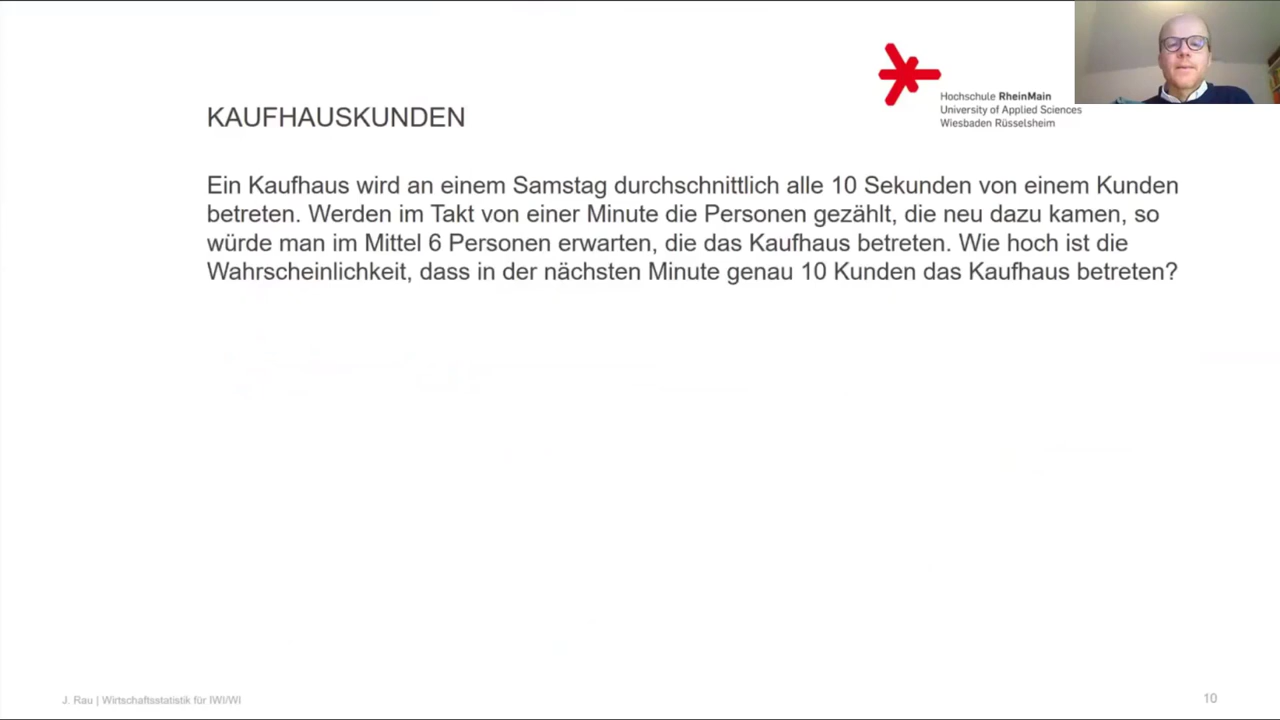 Hochschule RheinMain
University of Applied Sciences
Wiesbaden Rüsselsheim
KAUFHAUSKUNDEN
Ein Kaufhaus wird an einem Samstag durchschnittlich alle 10 Sekunden von einem Kunden
betreten. Werden im Takt von einer Minute die Personen gezählt, die neu dazu kamen, so
würde man im Mittel 6 Personen erwarten, die das Kaufhaus betreten. Wie hoch ist die
Wahrscheinlichkeit, dass in der nächsten Minute genau 10 Kunden das Kaufhaus betreten?
J. Rau | Wirtschaftsstatistik für IWI/WI
10